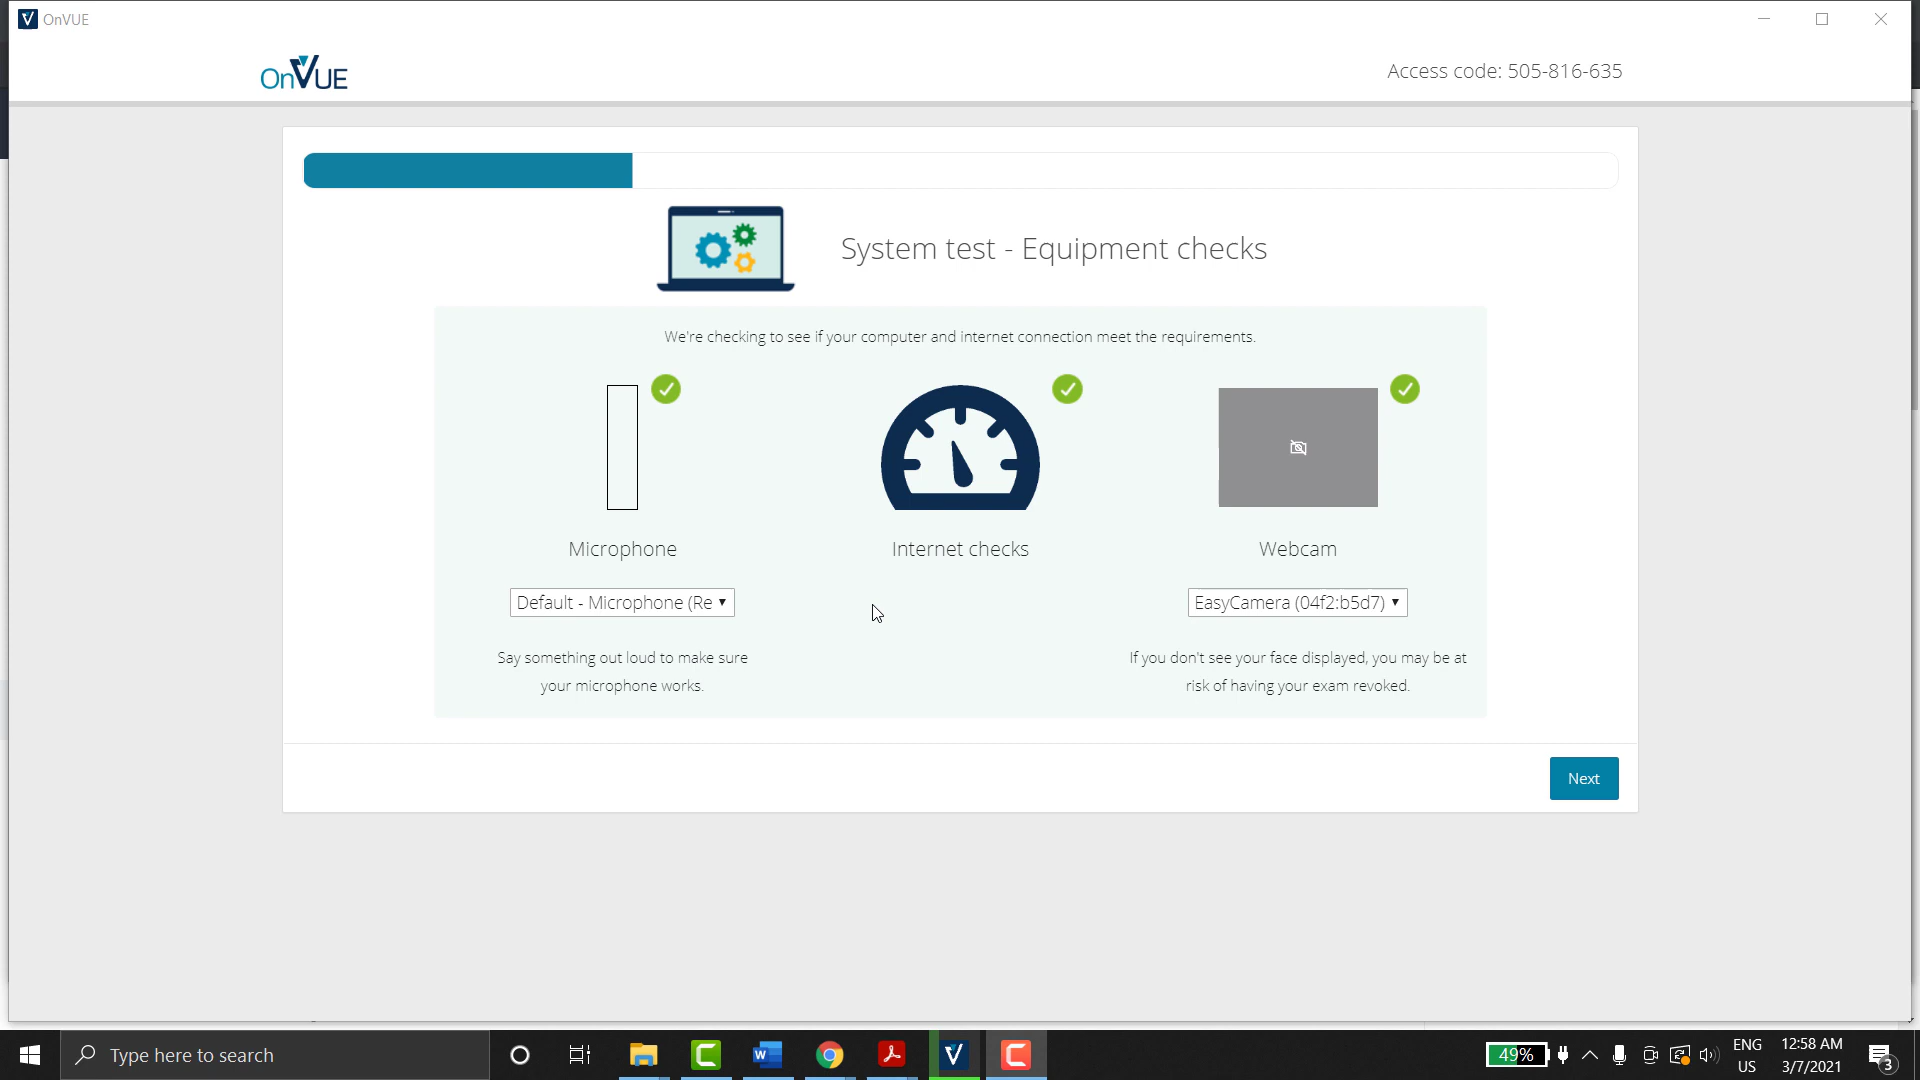 OnVUE
OnVUE
Access code: 505-816-635
System test - Equipment checks
We're checking to see if your computer and internet connection meet the requirements.
Microphone
Internet checks
Webcam
Default - Microphone (Re
EasyCamera (04f2:b5d7)
Say something out loud to make sure
your microphone works.
If you don't see your face displayed, you may be at
risk of having your exam revoked.
Next
Type here to search
49%
ENG
US
12:58 AM
3/7/2021
3